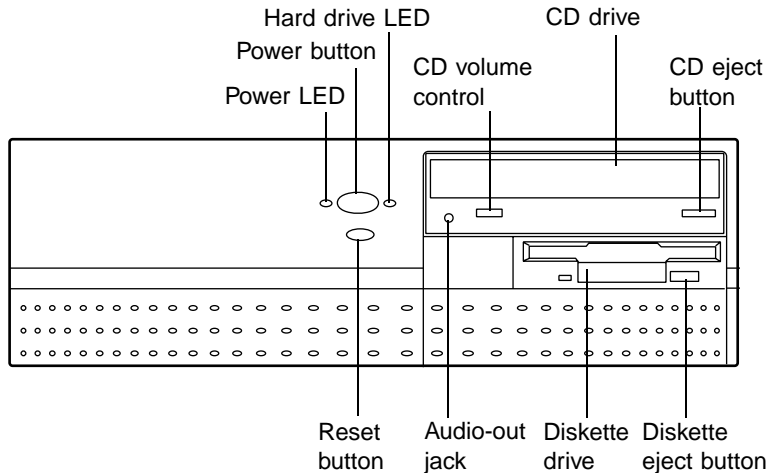 Hard drive LED
CD drive
Power button
CD volume
control
CD eject
button
Power LED
Reset
button
Audio-out
jack
Diskette
drive
Diskette
eject button